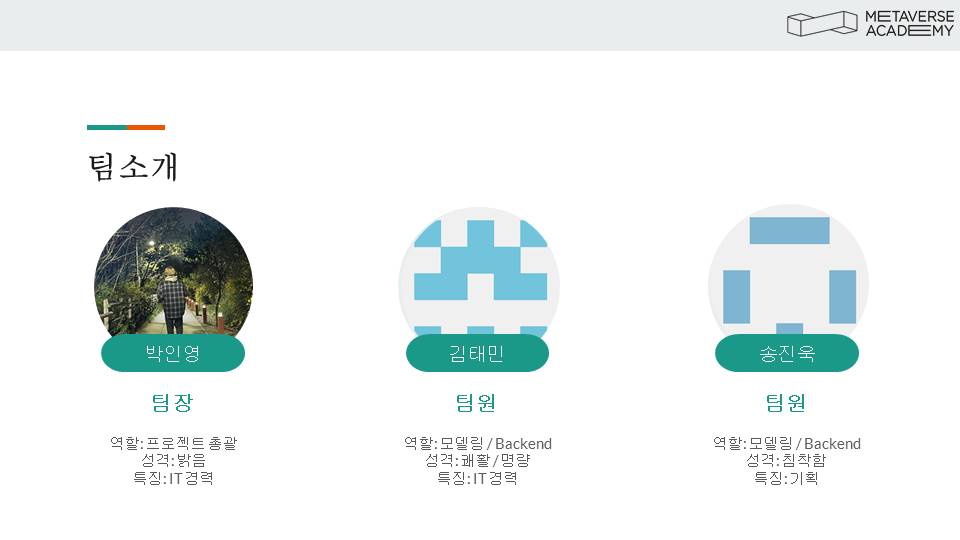 METAVERSE
ACADEMY
팀소개
박인영
김태민
송진욱
팀장
팀원
팀원
역할: 프로젝트 총괄
성격: 밝음
특징: IT 경력
역할: 모델링 / Backend
성격: 쾌활 / 명량
특징: IT 경력
역할: 모델링 / Backend
성격: 침착함
특징: 기획